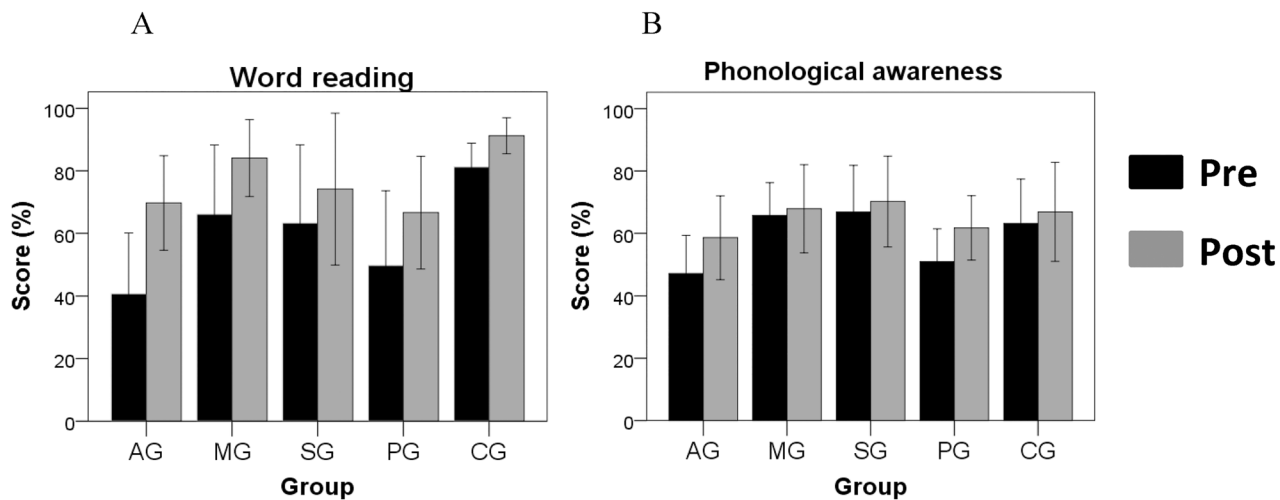 A
Word reading
Score (%)
100
80
60
40
20
0
AG MG SG PG CG
Group
B
Phonological awareness
Score (%)
100
80
60
40
20
0
AG MG SG PG CG
Group
Pre
Post